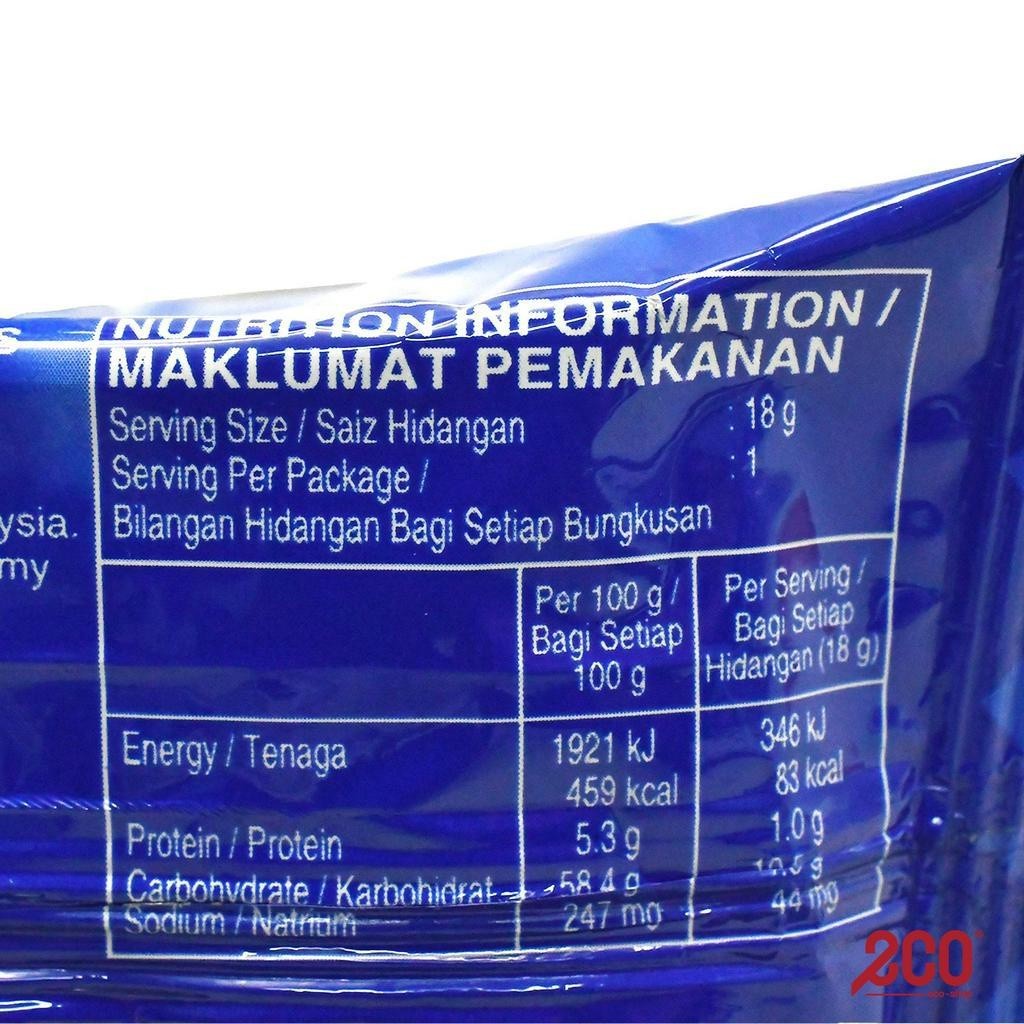 s
NUTRITION INFORMATION /
MAKLUMAT PEMAKANAN
Serving Size / Saiz Hidangan : 18 g
Serving Per Package / : 1
Bilangan Hidangan Bagi Setiap Bungkusan
ysia.
my
Per 100 g /
Bagi Setiap
100 g
Per Serving /
Bagi Setiap
Hidangan (18 g)
Energy / Tenaga 1921 kJ 346 kJ
459 kcal 83 kcal
Protein / Protein 5.3 g 1.0 g
Carbohydrate / Karbohidrat 58.4 g 10.5 g
Sodium / Natrium 247 mg 44 mg
eco